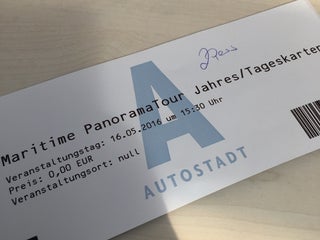 Maritime PanoramaTour Jahres/Tageskarten
Veranstaltungstag: 16.05.2016 um 15:30 Uhr
Preis: 0,00 EUR
Veranstaltungsort: null
A
AUTOSTADT